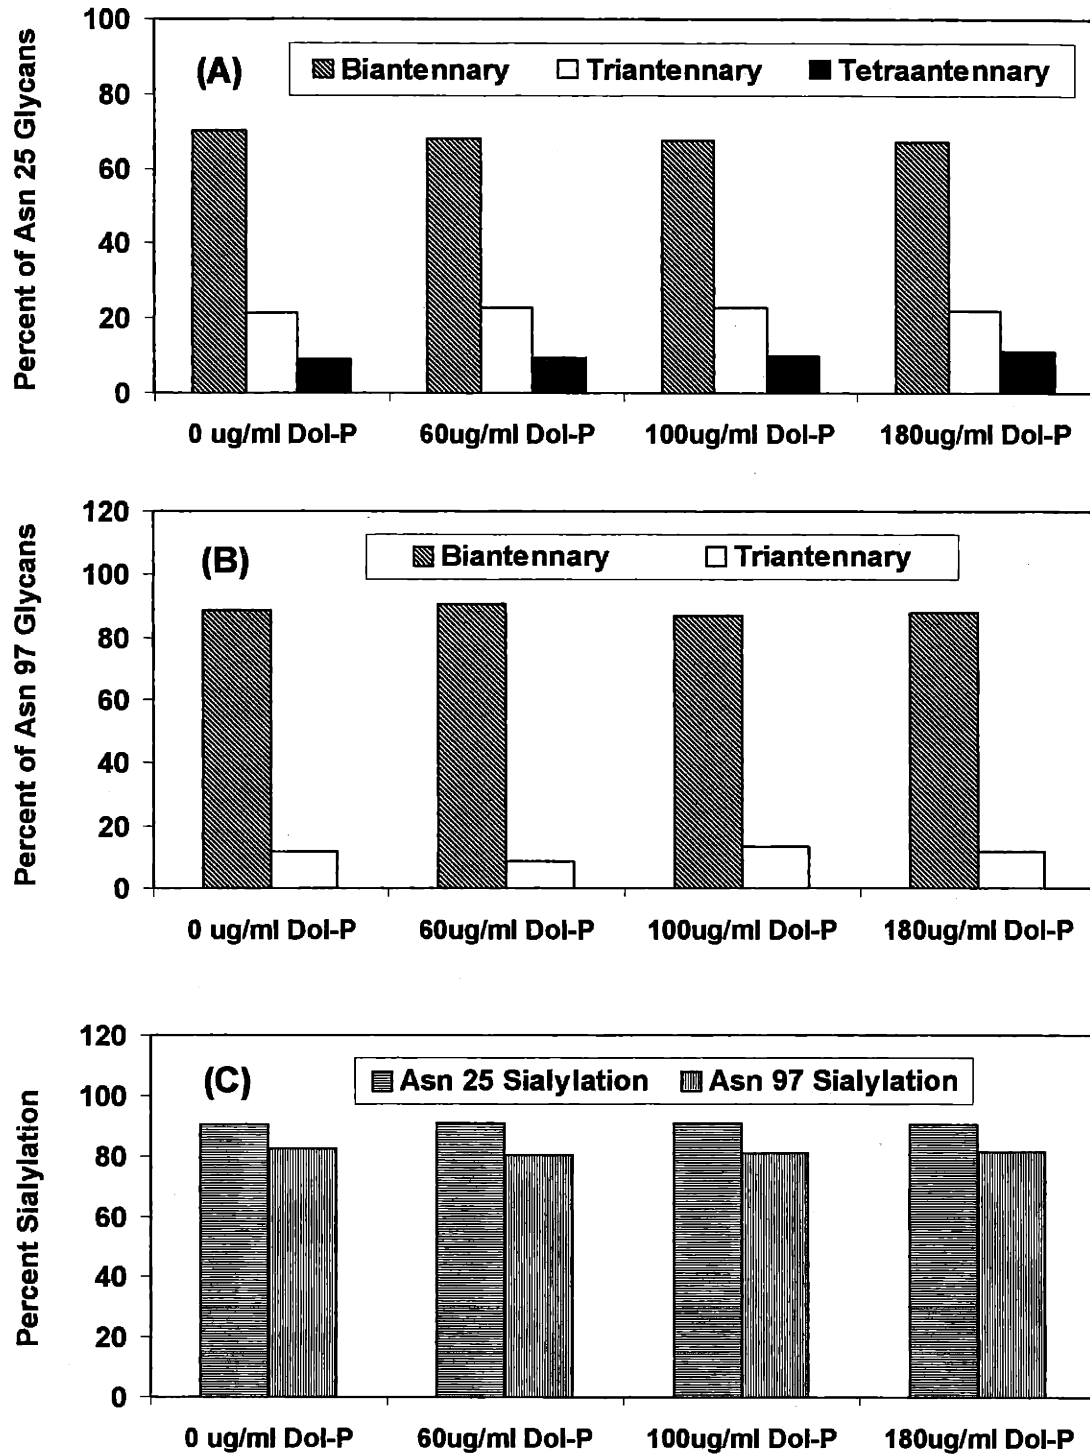 (A)
Biantennary Triantennary Tetraantennary
Percent of Asn 25 Glycans
100
80
60
40
20
0
0 ug/ml Dol-P 60ug/ml Dol-P 100ug/ml Dol-P 180ug/ml Dol-P
(B)
Biantennary Triantennary
Percent of Asn 97 Glycans
120
100
80
60
40
20
0
0 ug/ml Dol-P 60ug/ml Dol-P 100ug/ml Dol-P 180ug/ml Dol-P
(C)
Asn 25 Sialylation Asn 97 Sialylation
Percent Sialylation
120
100
80
60
40
20
0
0 ug/ml Dol-P 60ug/ml Dol-P 100ug/ml Dol-P 180ug/ml Dol-P